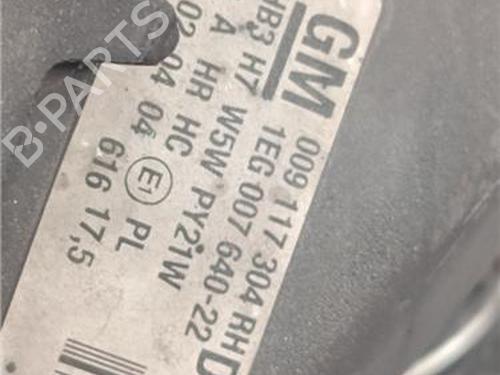 GM
009 117 304 RHD
1EG 007 640-22
HB3 H7 W5W PY21W
A HR HC PL
02 04 04 616 17,5
E1
B-PARTS